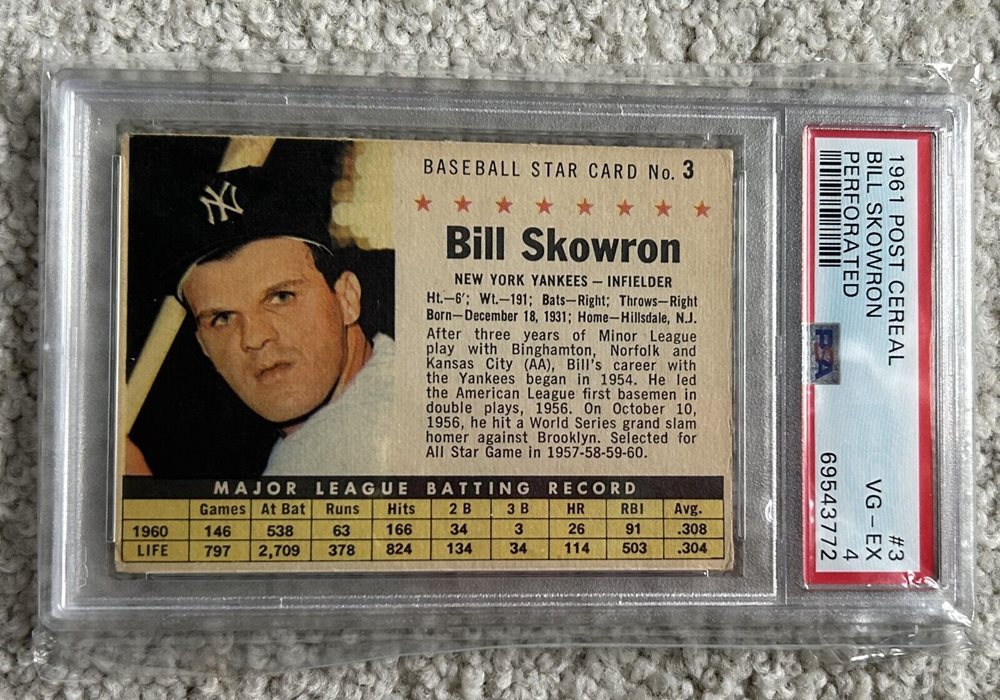 NY
BASEBALL STAR CARD No. 3
Bill Skowron
NEW YORK YANKEES — INFIELDER
Ht.—6'; Wt.—191; Bats—Right; Throws—Right
Born—December 18, 1931; Home—Hillsdale, N.J.
After three years of Minor League
play with Binghamton, Norfolk and
Kansas City (AA), Bill's career with
the Yankees began in 1954. He led
the American League first basemen in
double plays, 1956. On October 10,
1956, he hit a World Series grand slam
homer against Brooklyn. Selected for
All Star Game in 1957-58-59-60.
MAJOR LEAGUE BATTING RECORD
Games At Bat Runs Hits 2 B 3 B HR RBI Avg.
1960 146 538 63 166 34 3 26 91 .308
LIFE 797 2,709 378 824 134 34 114 503 .304
1961 POST CEREAL #3
BILL SKOWRON VG-EX
PERFORATED 4
PSA 69543772